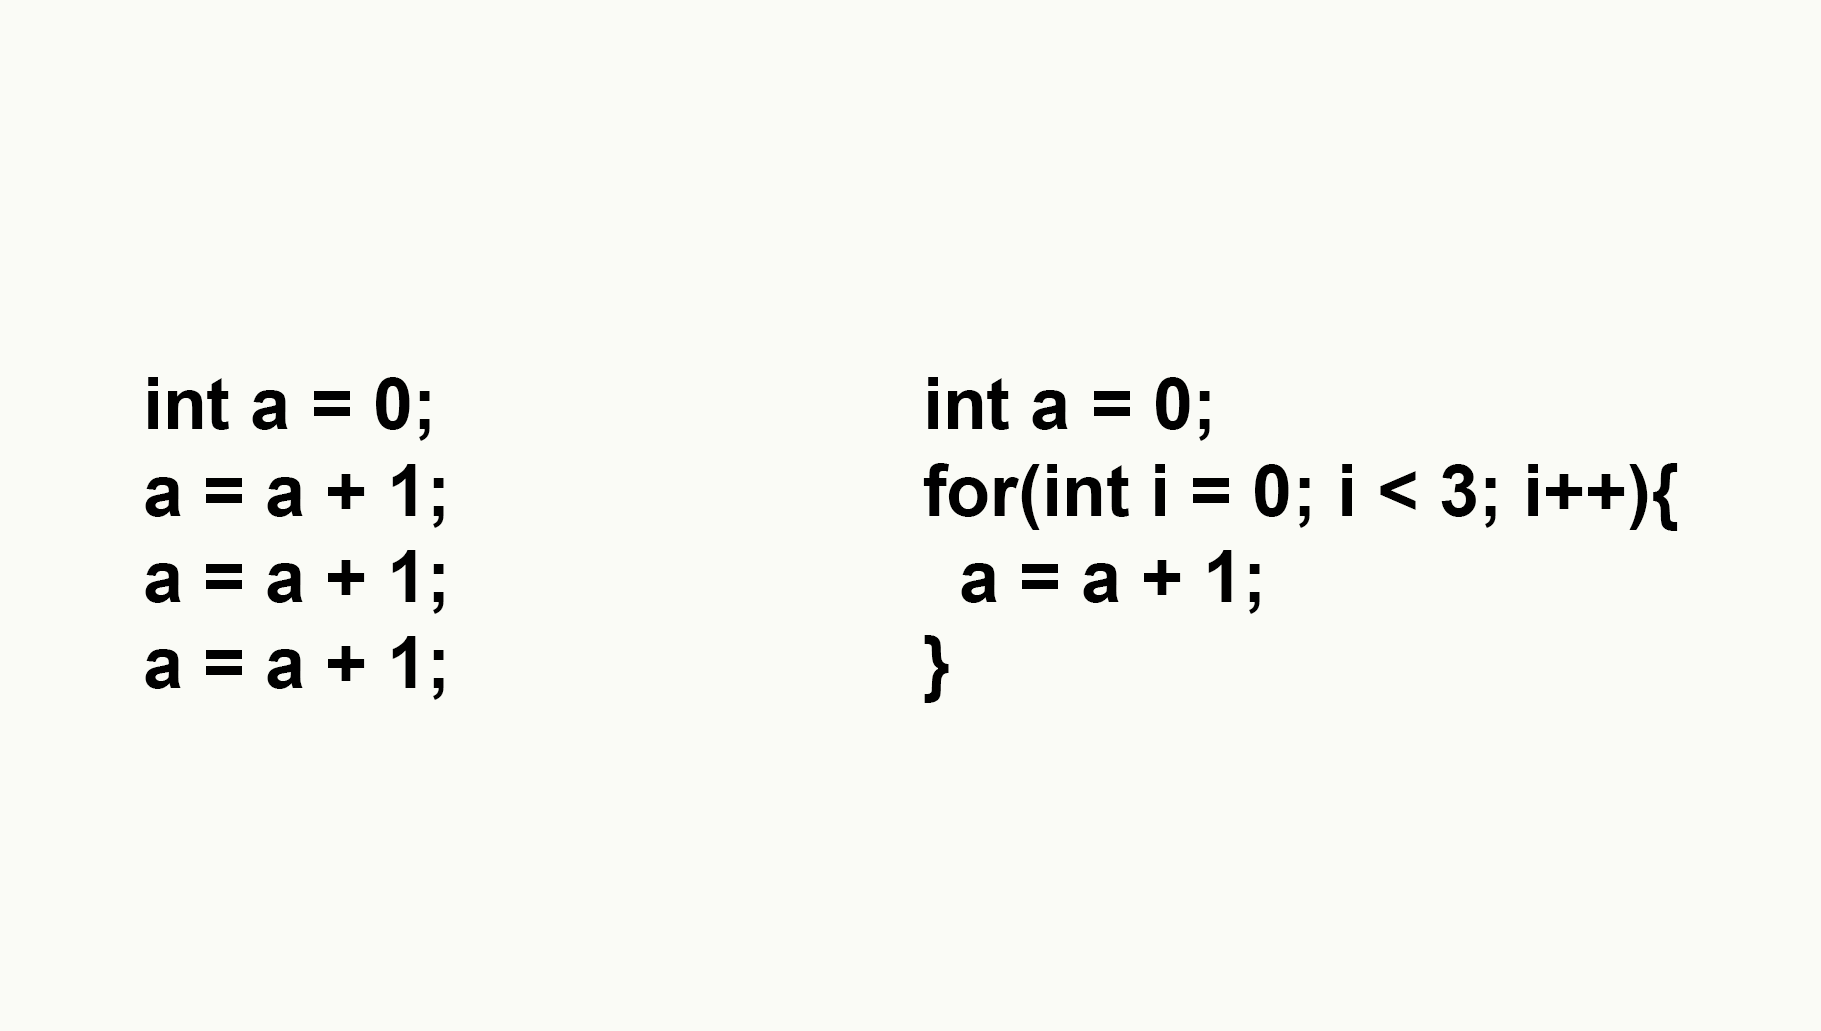 int a = 0;
a = a + 1;
a = a + 1;
a = a + 1;
int a = 0;
for(int i = 0; i < 3; i++){
  a = a + 1;
}